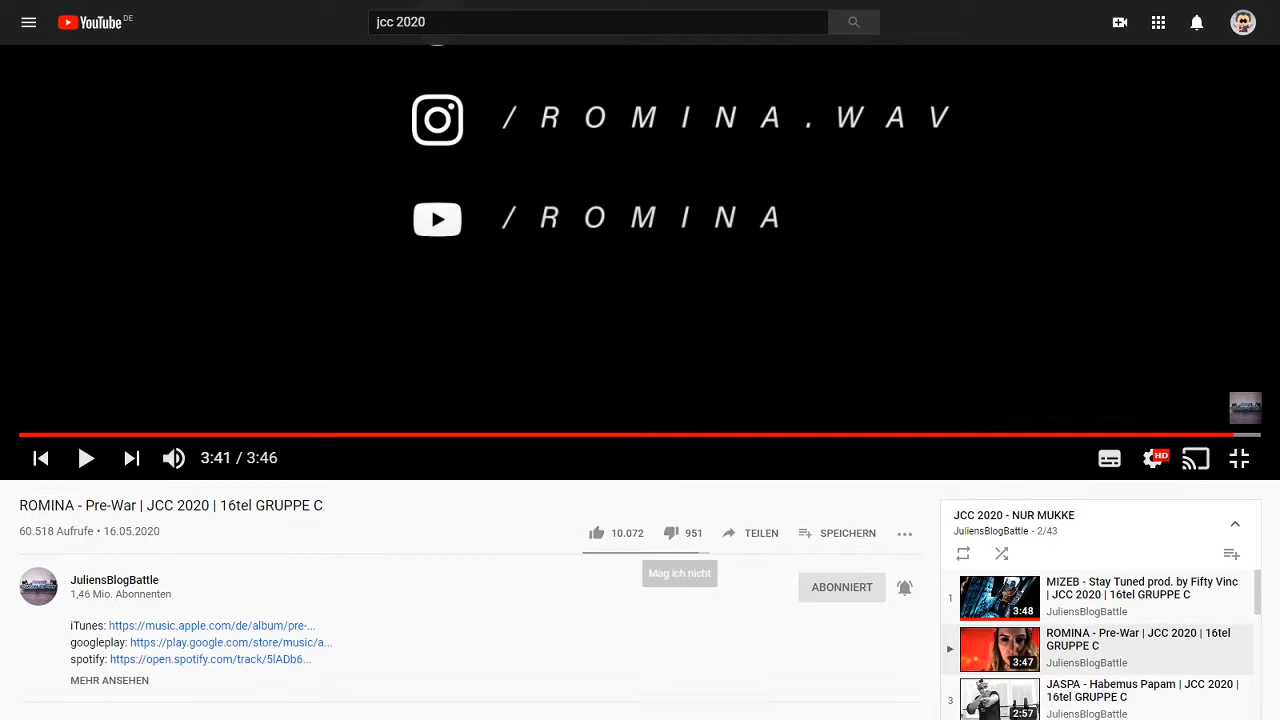 YouTube DE
jcc 2020
/ROMINA.WAV
/ROMINA
3:41 / 3:46
HD
ROMINA - Pre-War | JCC 2020 | 16tel GRUPPE C
60.518 Aufrufe • 16.05.2020
10.072
951
TEILEN
SPEICHERN
Mag ich nicht
JuliensBlogBattle
1,46 Mio. Abonnenten
ABONNIERT
iTunes: https://music.apple.com/de/album/pre-...
googleplay: https://play.google.com/store/music/a...
spotify: https://open.spotify.com/track/5lADb6...
MEHR ANSEHEN
JCC 2020 - NUR MUKKE
JuliensBlogBattle - 2/43
1
3:48
MIZEB - Stay Tuned prod. by Fifty Vinc
| JCC 2020 | 16tel GRUPPE C
JuliensBlogBattle
3:47
ROMINA - Pre-War | JCC 2020 | 16tel
GRUPPE C
JuliensBlogBattle
3
2:57
JASPA - Habemus Papam | JCC 2020 |
16tel GRUPPE C
JuliensBlogBattle